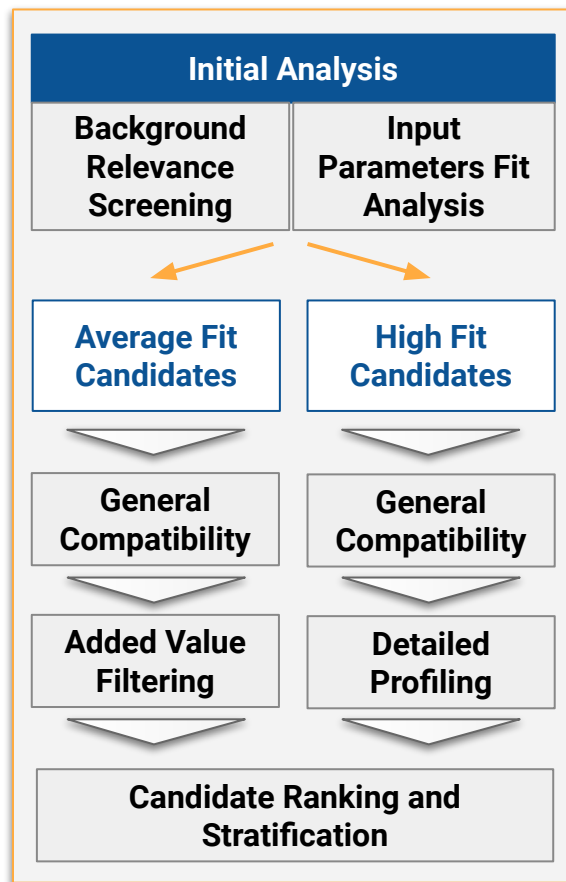 Initial Analysis
Background
Relevance
Screening
Input
Parameters Fit
Analysis
Average Fit
Candidates
High Fit
Candidates
General
Compatibility
General
Compatibility
Added Value
Filtering
Detailed
Profiling
Candidate Ranking and
Stratification